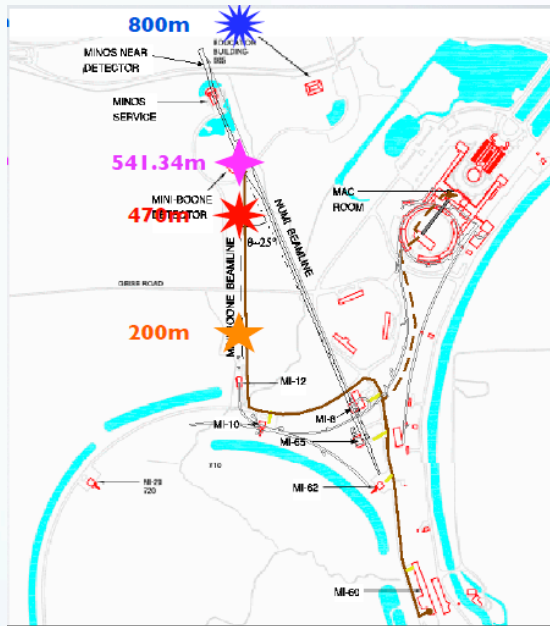 800m
EDUCATION
BUILDING
MINOS NEAR
DETECTOR
MINOS
SERVICE
541.34m
MINI-BOONE
DETECTOR
470m
MAC
ROOM
NUMI BEAMLINE
BOONE BEAMLINE
200m
MI-12
MI-10
MI-8
MI-65
MI-62
F10
MI-60